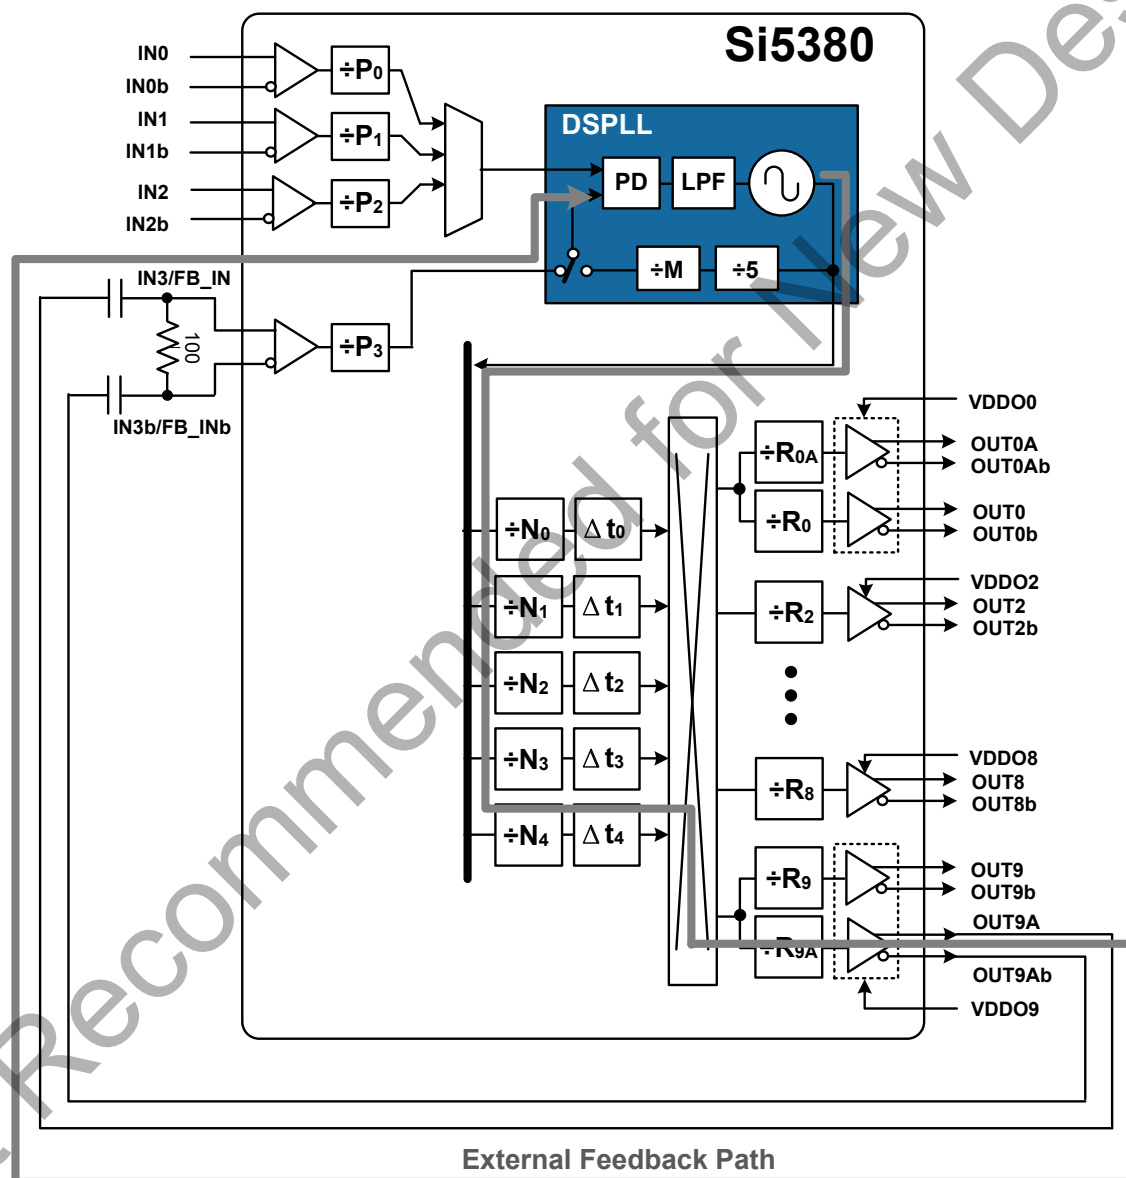 Si5380
IN0
IN0b
IN1
IN1b
IN2
IN2b
÷P0
÷P1
÷P2
DSPLL
PD
LPF
÷M
÷5
IN3/FB_IN
100
IN3b/FB_INb
÷P3
÷N0
Δ t0
÷N1
Δ t1
÷N2
Δ t2
÷N3
Δ t3
÷N4
Δ t4
÷R0A
÷R0
÷R2
÷R8
÷R9
÷R9A
VDDO0
OUT0A
OUT0Ab
OUT0
OUT0b
VDDO2
OUT2
OUT2b
VDDO8
OUT8
OUT8b
OUT9
OUT9b
OUT9A
OUT9Ab
VDDO9
External Feedback Path
Recommended for New Des